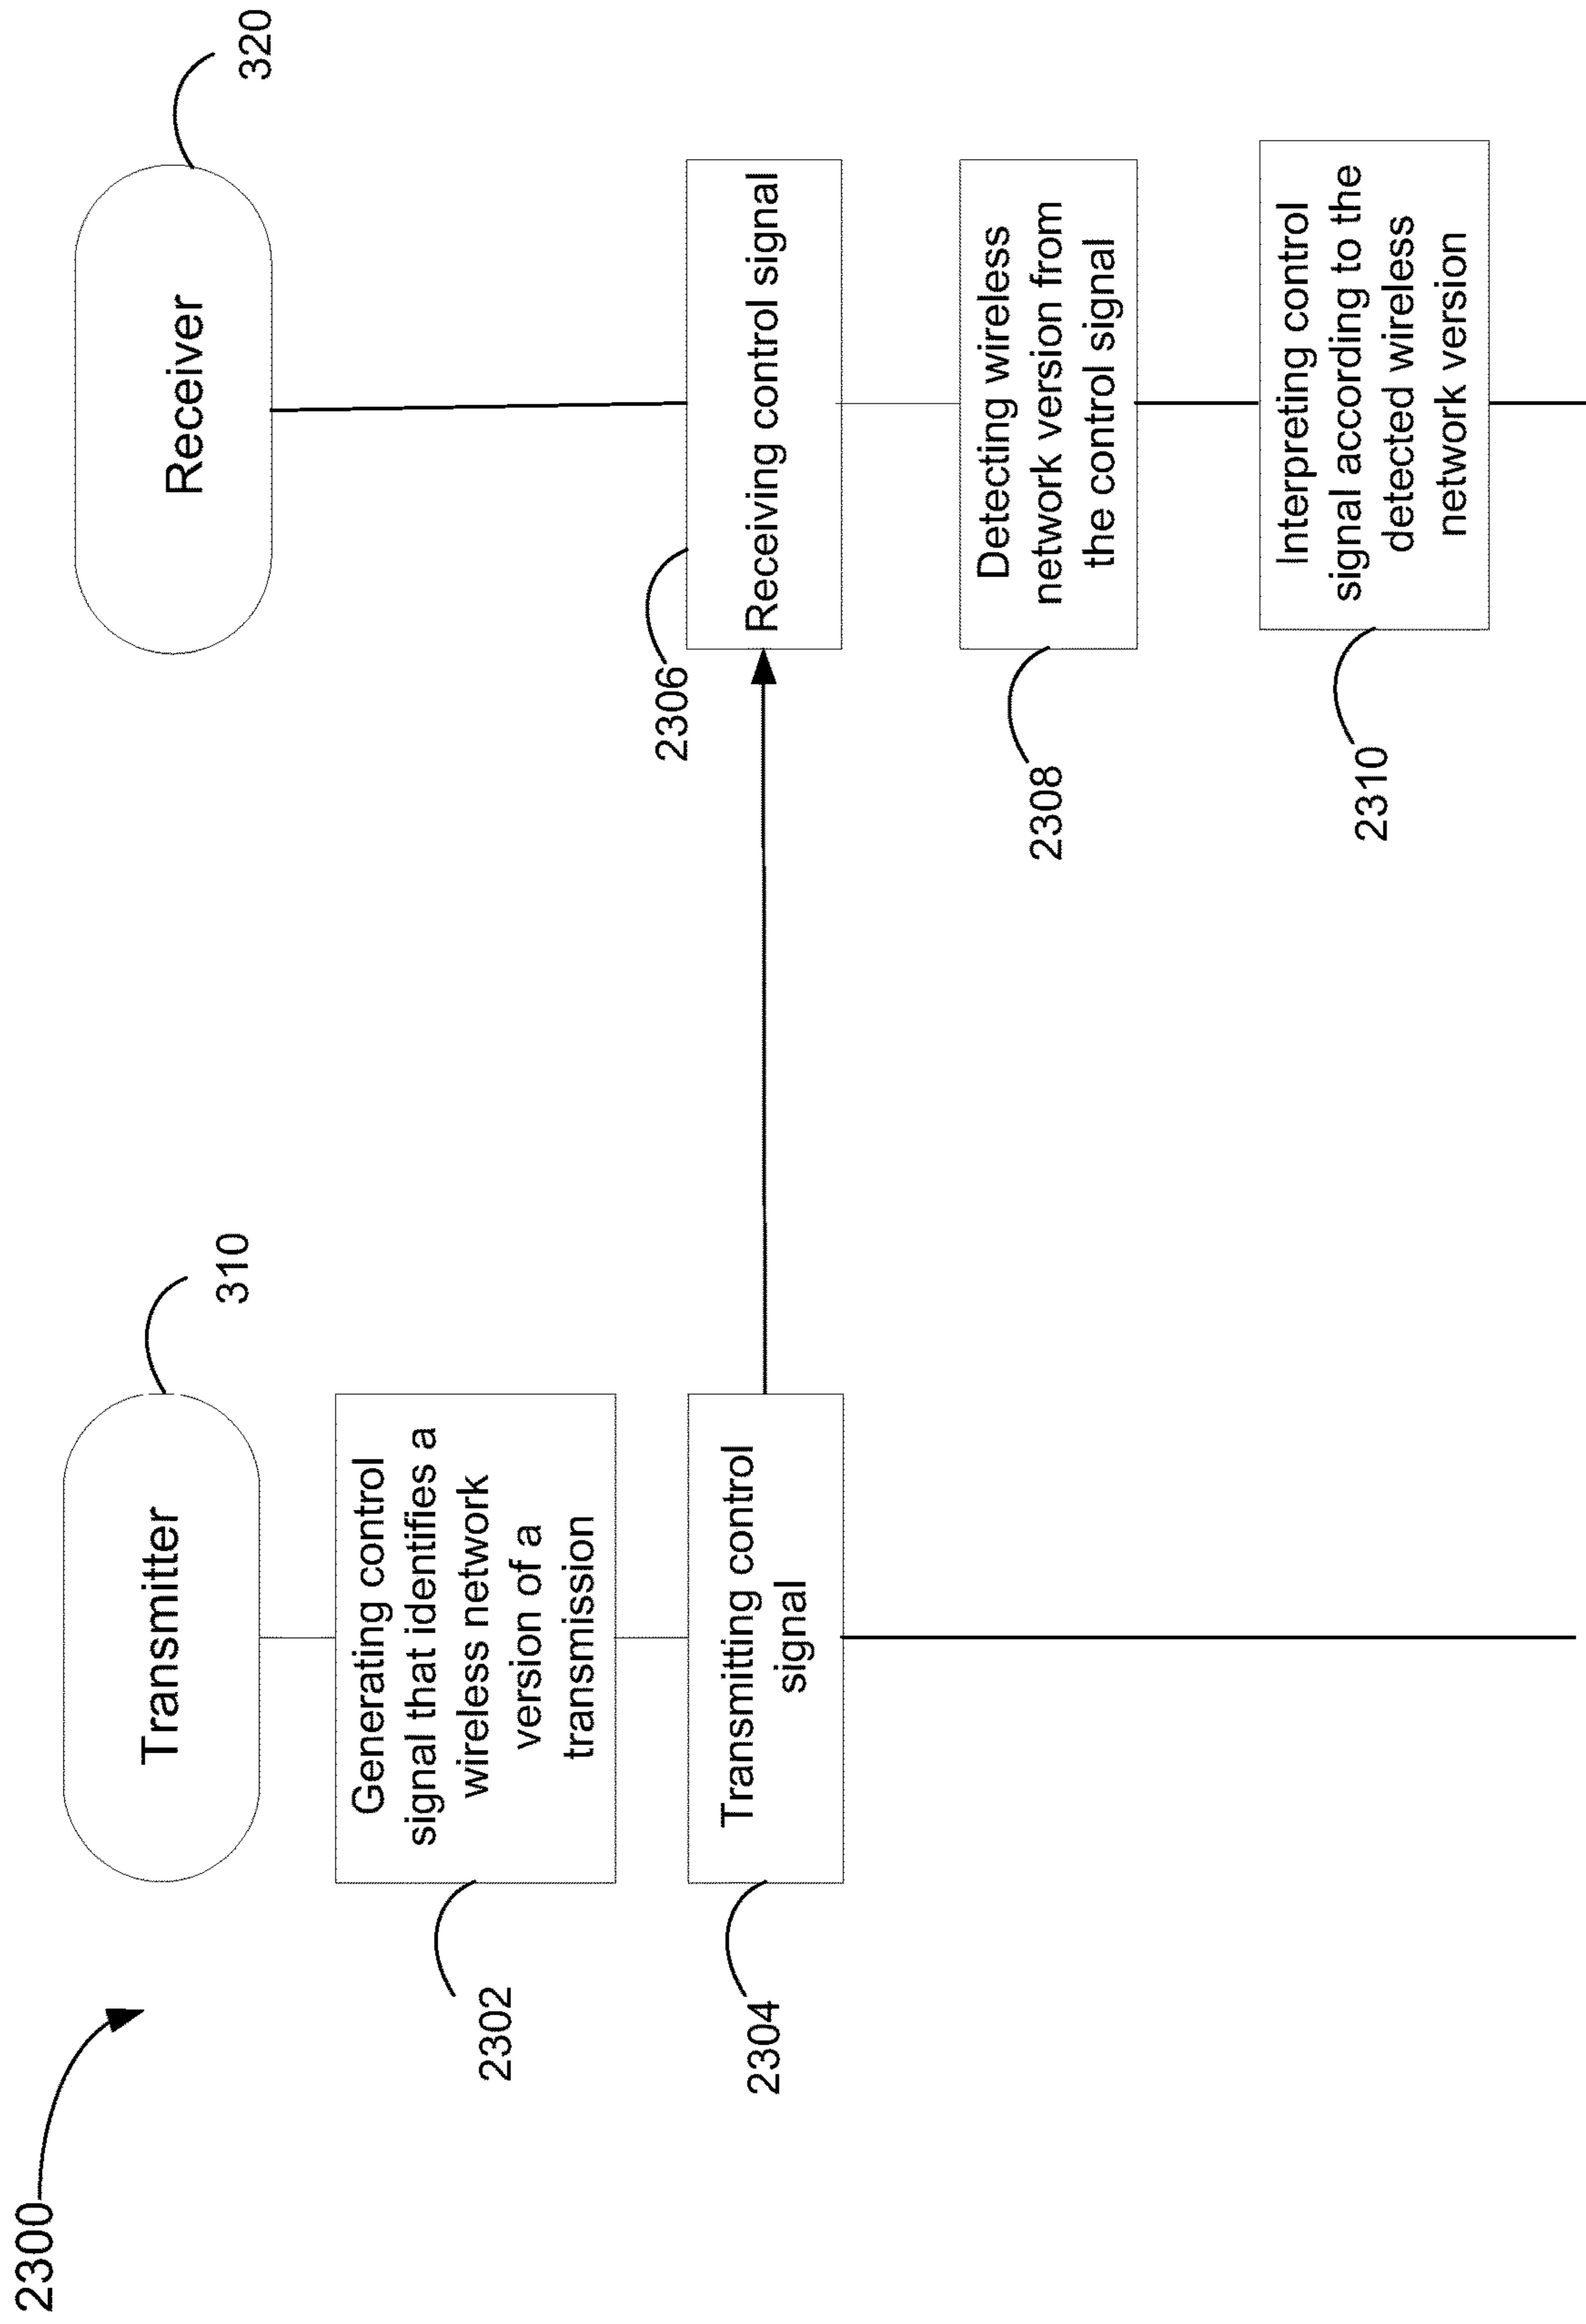 2300
Transmitter
310
Receiver
320
2302
Generating control
signal that identifies a
wireless network
version of a
transmission
2304
Transmitting control
signal
2306
Receiving control signal
2308
Detecting wireless
network version from
the control signal
2310
Interpreting control
signal according to the
detected wireless
network version